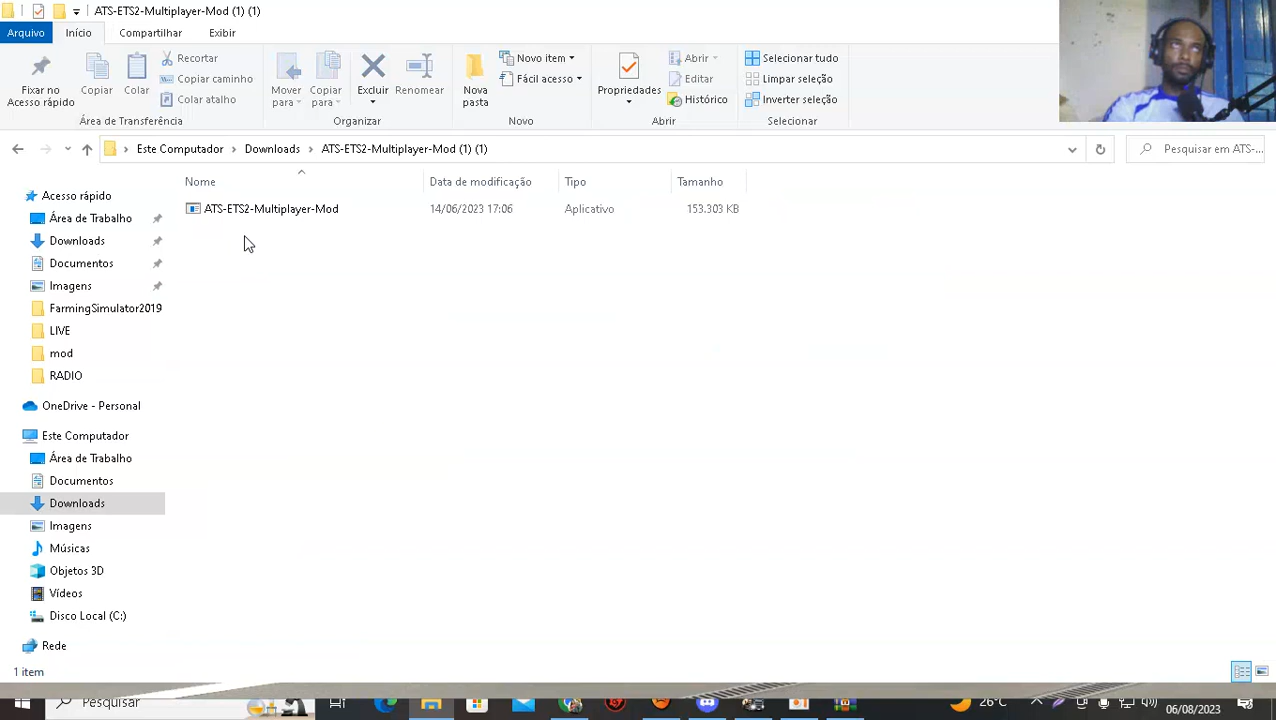 ATS-ETS2-Multiplayer-Mod (1) (1)
Arquivo Início Compartilhar Exibir
Fixar no Acesso rápido
Copiar
Colar
Recortar
Copiar caminho
Colar atalho
Área de Transferência
Mover para
Copiar para
Excluir
Renomear
Organizar
Nova pasta
Novo item
Fácil acesso
Novo
Propriedades
Abrir
Editar
Histórico
Abrir
Selecionar tudo
Limpar seleção
Inverter seleção
Selecionar
Este Computador Downloads ATS-ETS2-Multiplayer-Mod (1) (1)
Pesquisar em ATS-...
Nome Data de modificação Tipo Tamanho
ATS-ETS2-Multiplayer-Mod 14/06/2023 17:06 Aplicativo 153.303 KB
Acesso rápido
Área de Trabalho
Downloads
Documentos
Imagens
FarmingSimulator2019
LIVE
mod
RADIO
OneDrive - Personal
Este Computador
Área de Trabalho
Documentos
Downloads
Imagens
Músicas
Objetos 3D
Vídeos
Disco Local (C:)
Rede
1 item
Pesquisar
26°C
06/08/2023